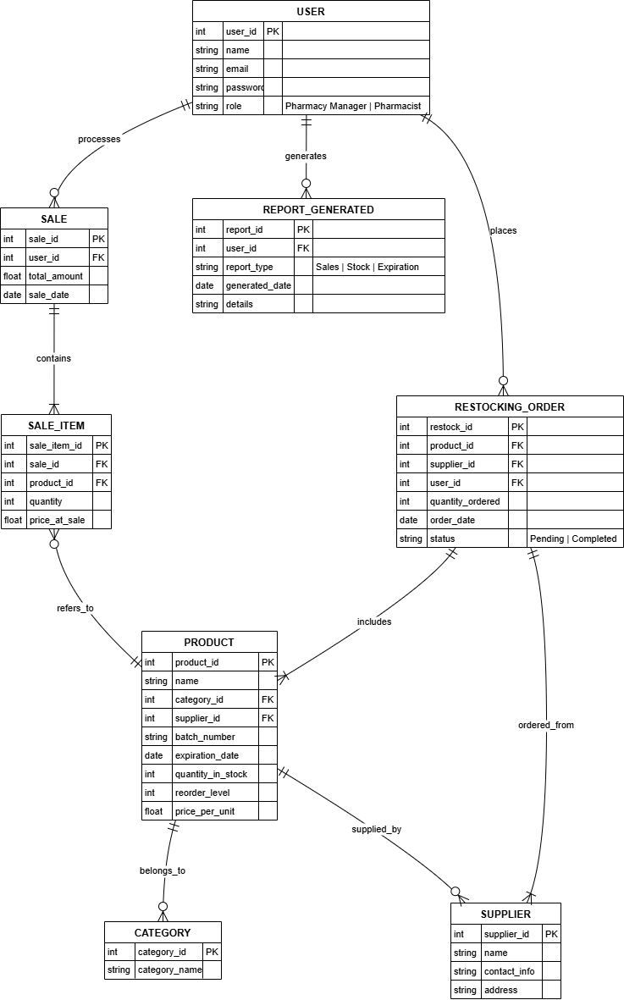 USER
int user_id PK
string name
string email
string password
string role Pharmacy Manager | Pharmacist
processes
generates
places
SALE
int sale_id PK
int user_id FK
float total_amount
date sale_date
REPORT_GENERATED
int report_id PK
int user_id FK
string report_type Sales | Stock | Expiration
date generated_date
string details
contains
SALE_ITEM
int sale_item_id PK
int sale_id FK
int product_id FK
int quantity
float price_at_sale
RESTOCKING_ORDER
int restock_id PK
int product_id FK
int supplier_id FK
int user_id FK
int quantity_ordered
date order_date
string status Pending | Completed
refers_to
includes
ordered_from
PRODUCT
int product_id PK
string name
int category_id FK
int supplier_id FK
string batch_number
date expiration_date
int quantity_in_stock
int reorder_level
float price_per_unit
supplied_by
belongs_to
CATEGORY
int category_id PK
string category_name
SUPPLIER
int supplier_id PK
string name
string contact_info
string address